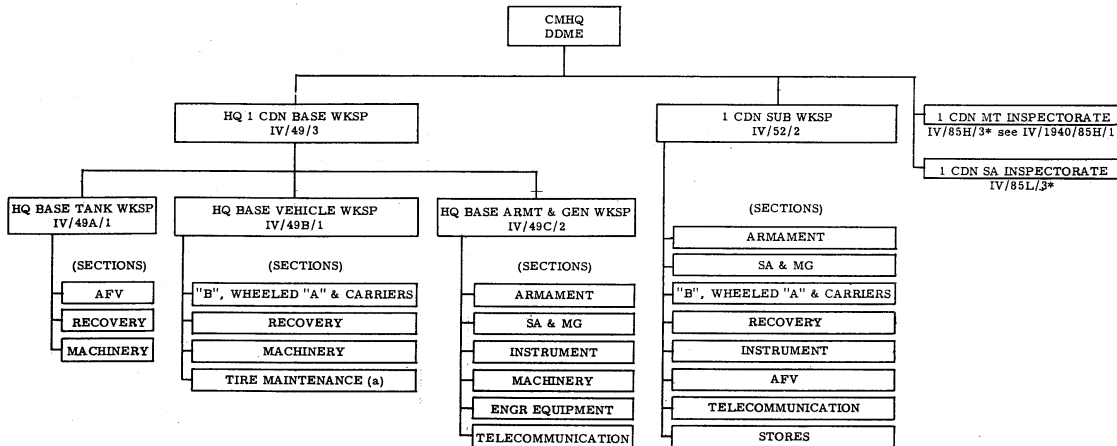 CMHQ
DDME
HQ 1 CDN BASE WKSP
IV/49/3
1 CDN SUB WKSP
IV/52/2
1 CDN MT INSPECTORATE
IV/85H/3* see IV/1940/85H/1
1 CDN SA INSPECTORATE
IV/85L/3*
HQ BASE TANK WKSP
IV/49A/1
(SECTIONS)
AFV
RECOVERY
MACHINERY
HQ BASE VEHICLE WKSP
IV/49B/1
(SECTIONS)
"B", WHEELED "A" & CARRIERS
RECOVERY
MACHINERY
TIRE MAINTENANCE (a)
HQ BASE ARMT & GEN WKSP
IV/49C/2
(SECTIONS)
ARMAMENT
SA & MG
INSTRUMENT
MACHINERY
ENGR EQUIPMENT
TELECOMMUNICATION
(SECTIONS)
ARMAMENT
SA & MG
"B", WHEELED "A" & CARRIERS
RECOVERY
INSTRUMENT
AFV
TELECOMMUNICATION
STORES